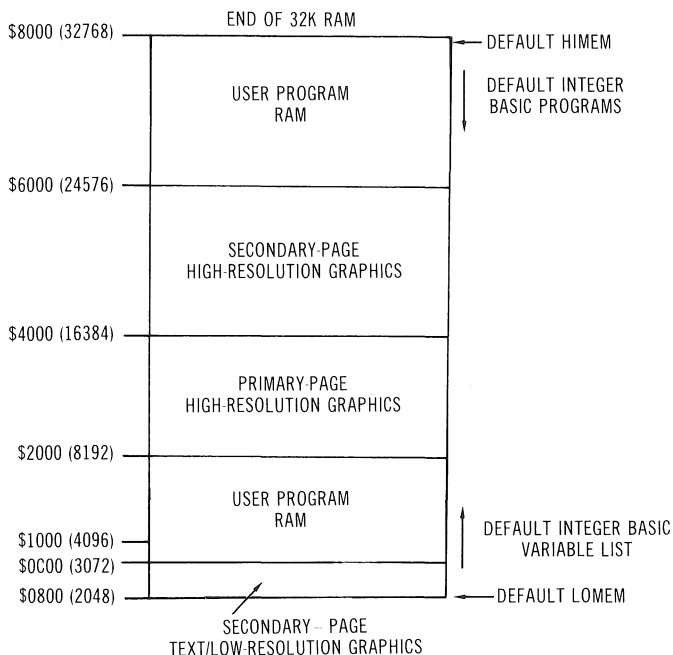 END OF 32K RAM
$8000 (32768)
DEFAULT HIMEM
USER PROGRAM
RAM
DEFAULT INTEGER
BASIC PROGRAMS
$6000 (24576)
SECONDARY-PAGE
HIGH-RESOLUTION GRAPHICS
$4000 (16384)
PRIMARY-PAGE
HIGH-RESOLUTION GRAPHICS
$2000 (8192)
USER PROGRAM
RAM
$1000 (4096)
DEFAULT INTEGER BASIC
VARIABLE LIST
$0C00 (3072)
$0800 (2048)
DEFAULT LOMEM
SECONDARY - PAGE
TEXT/LOW-RESOLUTION GRAPHICS